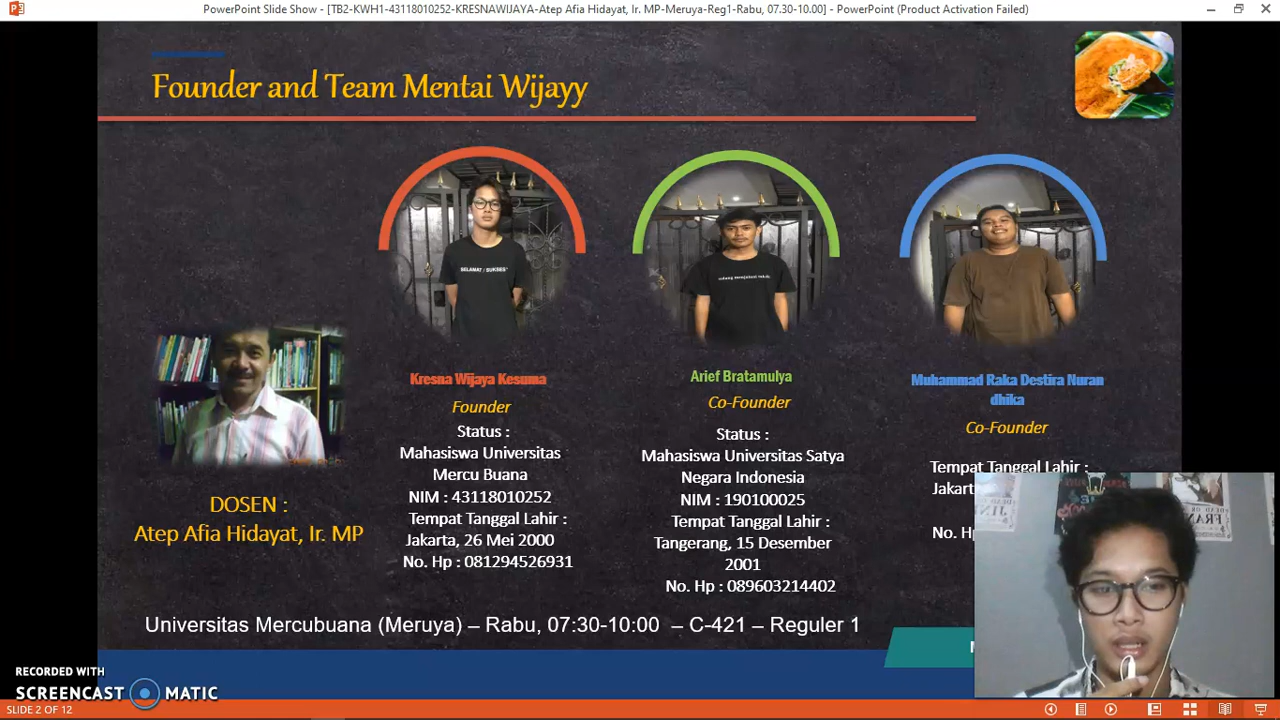 PowerPoint Slide Show - [TB2-KWH1-43118010252-KRESNAWIJAYA-Atep Afia Hidayat, Ir. MP-Meruya-Reg1-Rabu, 07.30-10.00] - PowerPoint (Product Activation Failed)
Founder and Team Mentai Wijayy
SELAMAT / SUKSES
DOSEN :
Atep Afia Hidayat, Ir. MP
Kresna Wijaya Kesuma
Founder
Status :
Mahasiswa Universitas
Mercu Buana
NIM : 43118010252
Tempat Tanggal Lahir :
Jakarta, 26 Mei 2000
No. Hp : 081294526931
Arief Bratamulya
Co-Founder
Status :
Mahasiswa Universitas Satya
Negara Indonesia
NIM : 190100025
Tempat Tanggal Lahir :
Tangerang, 15 Desember
2001
No. Hp : 089603214402
Muhammad Raka Destira Nuran
dhika
Co-Founder
Tempat Tanggal Lahir :
Universitas Mercubuana (Meruya) – Rabu, 07:30-10:00 – C-421 – Reguler 1
RECORDED WITH
SCREENCAST MATIC
SLIDE 2 OF 12